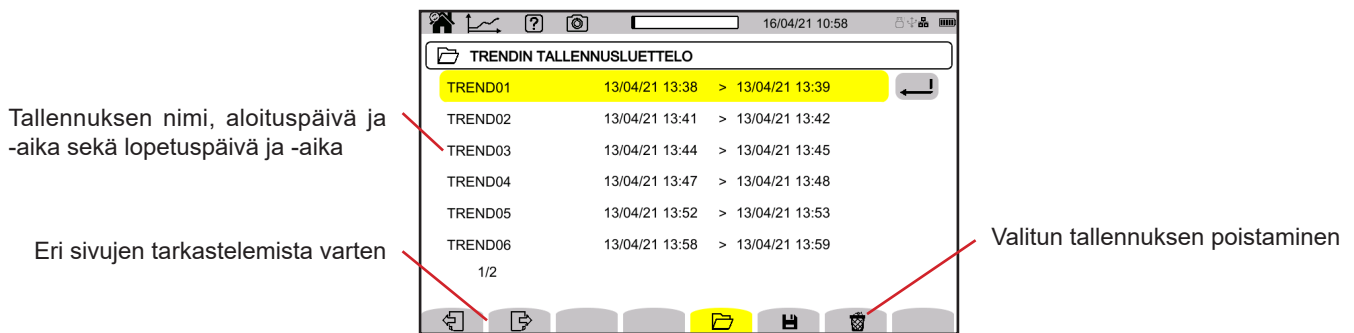 ?
16/04/21 10:58
TRENDIN TALLENNUSLUETTELO
TREND01 13/04/21 13:38 > 13/04/21 13:39
TREND02 13/04/21 13:41 > 13/04/21 13:42
TREND03 13/04/21 13:44 > 13/04/21 13:45
TREND04 13/04/21 13:47 > 13/04/21 13:48
TREND05 13/04/21 13:52 > 13/04/21 13:53
TREND06 13/04/21 13:58 > 13/04/21 13:59
1/2
Tallennuksen nimi, aloituspäivä ja
-aika sekä lopetuspäivä ja -aika
Eri sivujen tarkastelemista varten
Valitun tallennuksen poistaminen